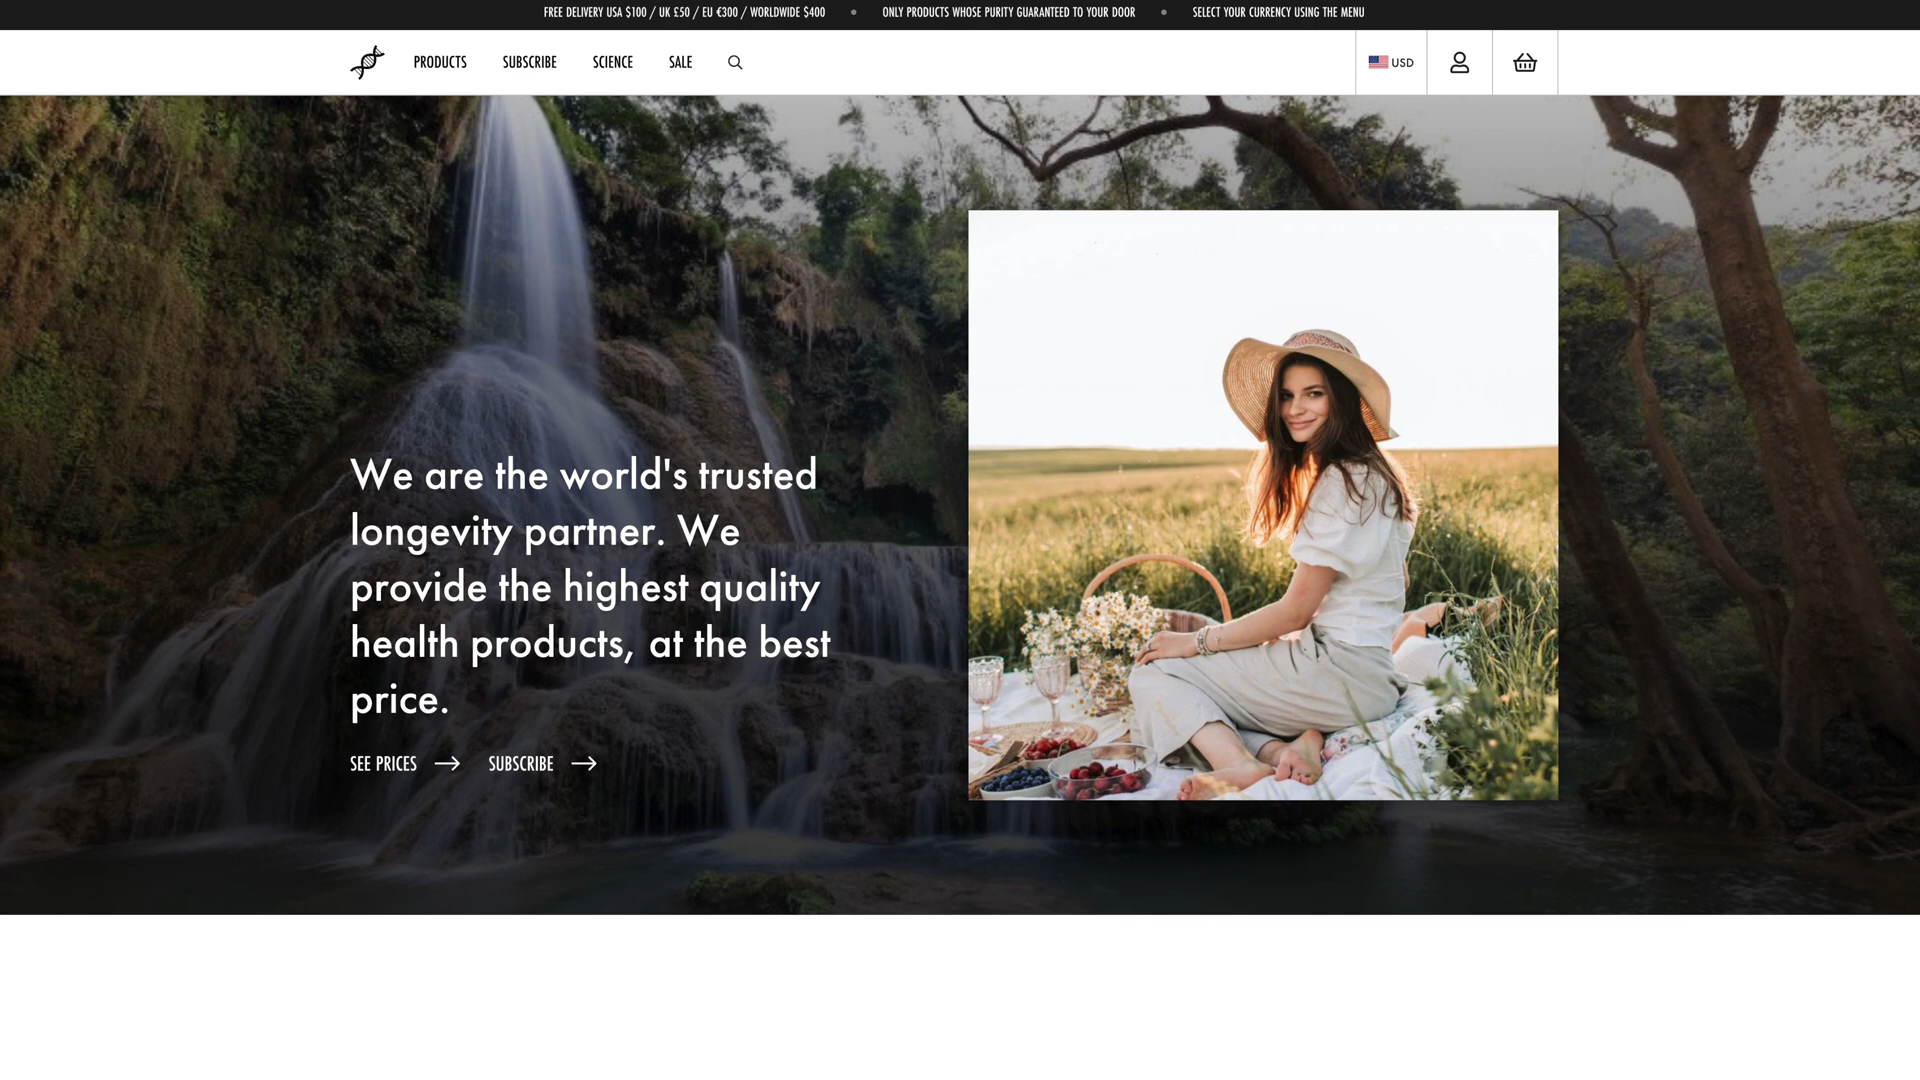 FREE DELIVERY USA $100 / UK £50 / EU €300 / WORLDWIDE $400 • ONLY PRODUCTS WHOSE PURITY GUARANTEED TO YOUR DOOR • SELECT YOUR CURRENCY USING THE MENU
PRODUCTS SUBSCRIBE SCIENCE SALE USD
We are the world's trusted
longevity partner. We
provide the highest quality
health products, at the best
price.
SEE PRICES SUBSCRIBE